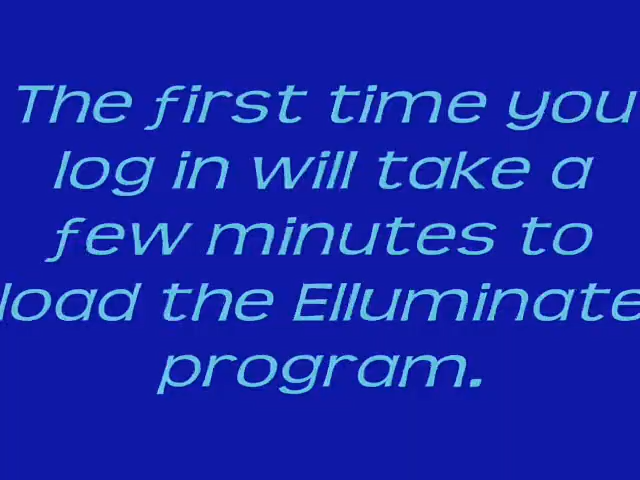 The first time you
log in will take a
few minutes to
load the Elluminate
program.